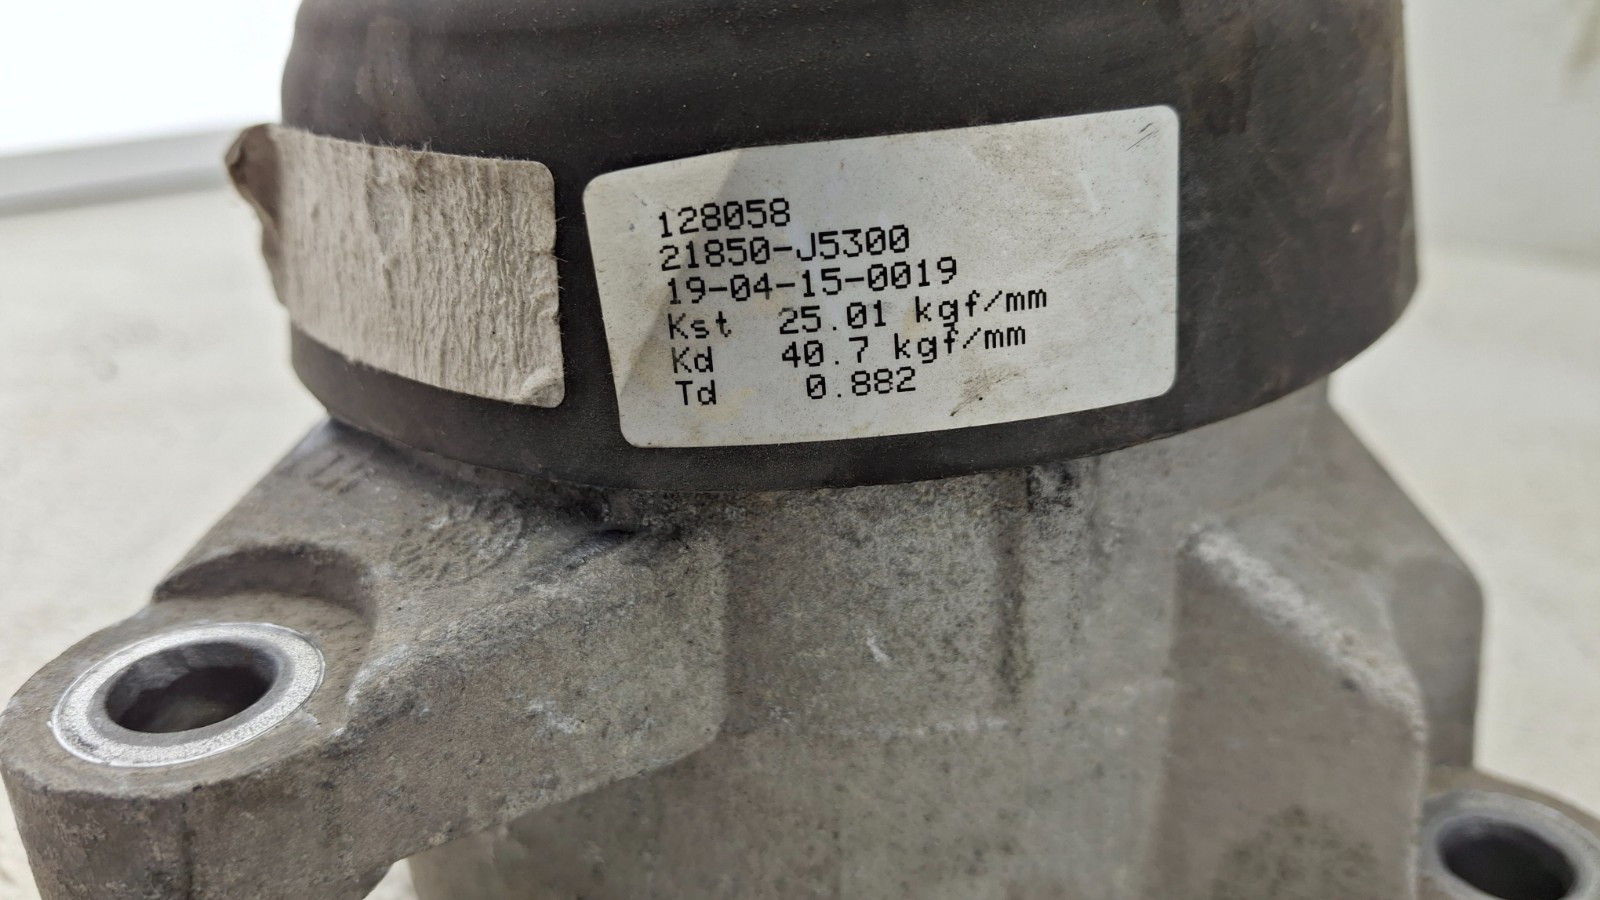 128058
21850-J5300
19-04-15-0019
Kst 25.01 kgf/mm
Kd 40.7 kgf/mm
Td 0.882